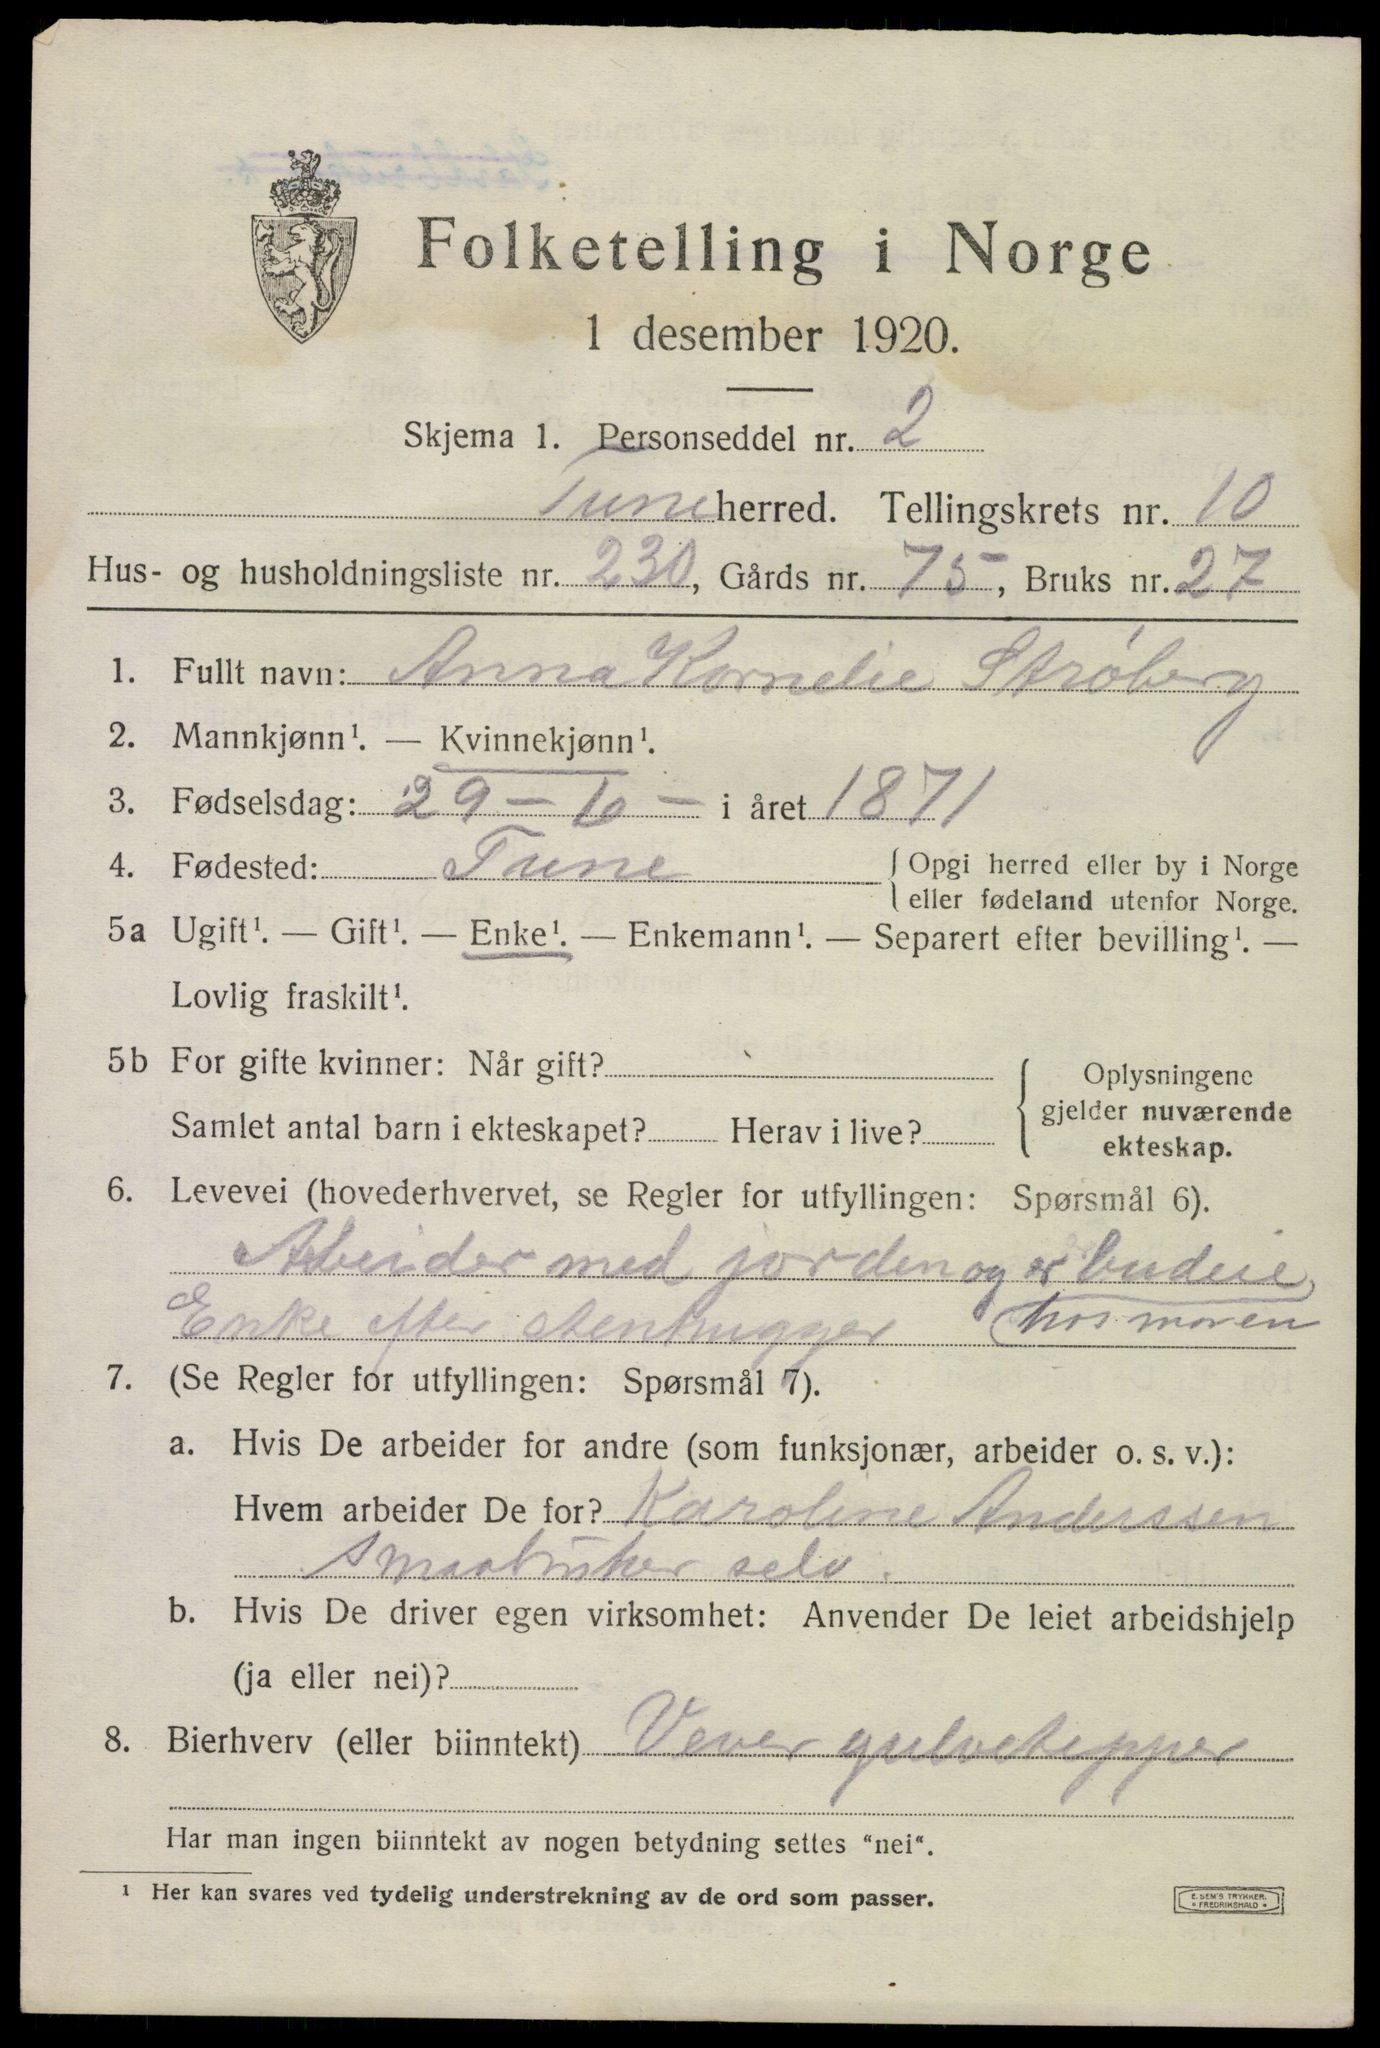 Folketelling i Norge
1 desember 1920.
Skjema 1. Personseddel nr. 2
Tune herred. Tellingskrets nr. 10
Hus- og husholdningsliste nr. 230, Gårds nr. 75, Bruks nr. 27
1. Fullt navn: Anna Kornelie Strøberg
2. Mannkjønn¹. — Kvinnekjønn¹.
3. Fødselsdag: 29 - 6 - i året 1871
4. Fødested: Tune {Opgi herred eller by i Norge
eller fødeland utenfor Norge.
5a Ugift¹. — Gift¹. — Enke¹. — Enkemann¹. — Separert efter bevilling¹. —
Lovlig fraskilt¹.
5b For gifte kvinner: Når gift?
Samlet antal barn i ekteskapet? Herav i live?
{Oplysningene
gjelder nuværende
ekteskap.
6. Levevei (hovederhvervet, se Regler for utfyllingen: Spørsmål 6).
Arbeider med jorden og er budeie
Enke efter stenhugger hos moren
7. (Se Regler for utfyllingen: Spørsmål 7).
a. Hvis De arbeider for andre (som funksjonær, arbeider o. s. v.):
Hvem arbeider De for? Karoline Anderssen
Smaabruker selv.
b. Hvis De driver egen virksomhet: Anvender De leiet arbeidshjelp
(ja eller nei)?
8. Bierhverv (eller biinntekt) Vever gulvtepper
Har man ingen biinntekt av nogen betydning settes "nei".
¹ Her kan svares ved tydelig understrekning av de ord som passer.
E. SEM'S TRYKKERI
FREDRIKSHALD